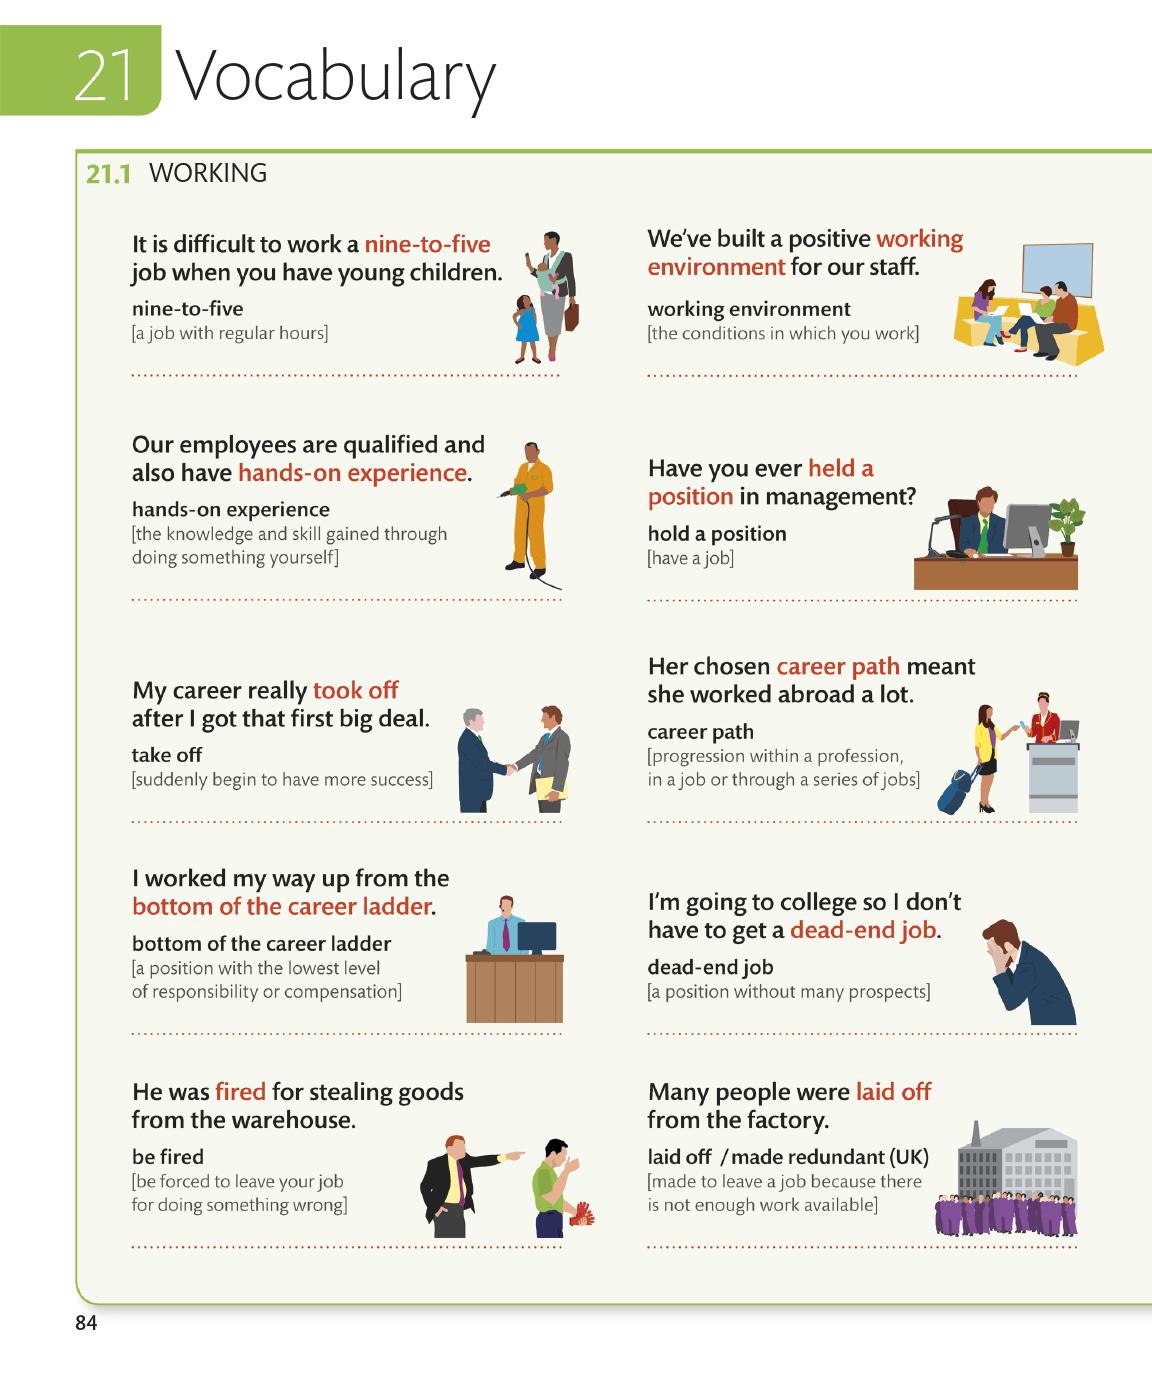 21 Vocabulary
21.1 WORKING
It is difficult to work a nine-to-five
job when you have young children.
nine-to-five
[a job with regular hours]
We've built a positive working
environment for our staff.
working environment
[the conditions in which you work]
Our employees are qualified and
also have hands-on experience.
hands-on experience
[the knowledge and skill gained through
doing something yourself]
Have you ever held a
position in management?
hold a position
[have a job]
My career really took off
after I got that first big deal.
take off
[suddenly begin to have more success]
Her chosen career path meant
she worked abroad a lot.
career path
[progression within a profession,
in a job or through a series of jobs]
I worked my way up from the
bottom of the career ladder.
bottom of the career ladder
[a position with the lowest level
of responsibility or compensation]
I'm going to college so I don't
have to get a dead-end job.
dead-end job
[a position without many prospects]
He was fired for stealing goods
from the warehouse.
be fired
[be forced to leave your job
for doing something wrong]
Many people were laid off
from the factory.
laid off / made redundant (UK)
[made to leave a job because there
is not enough work available]
84